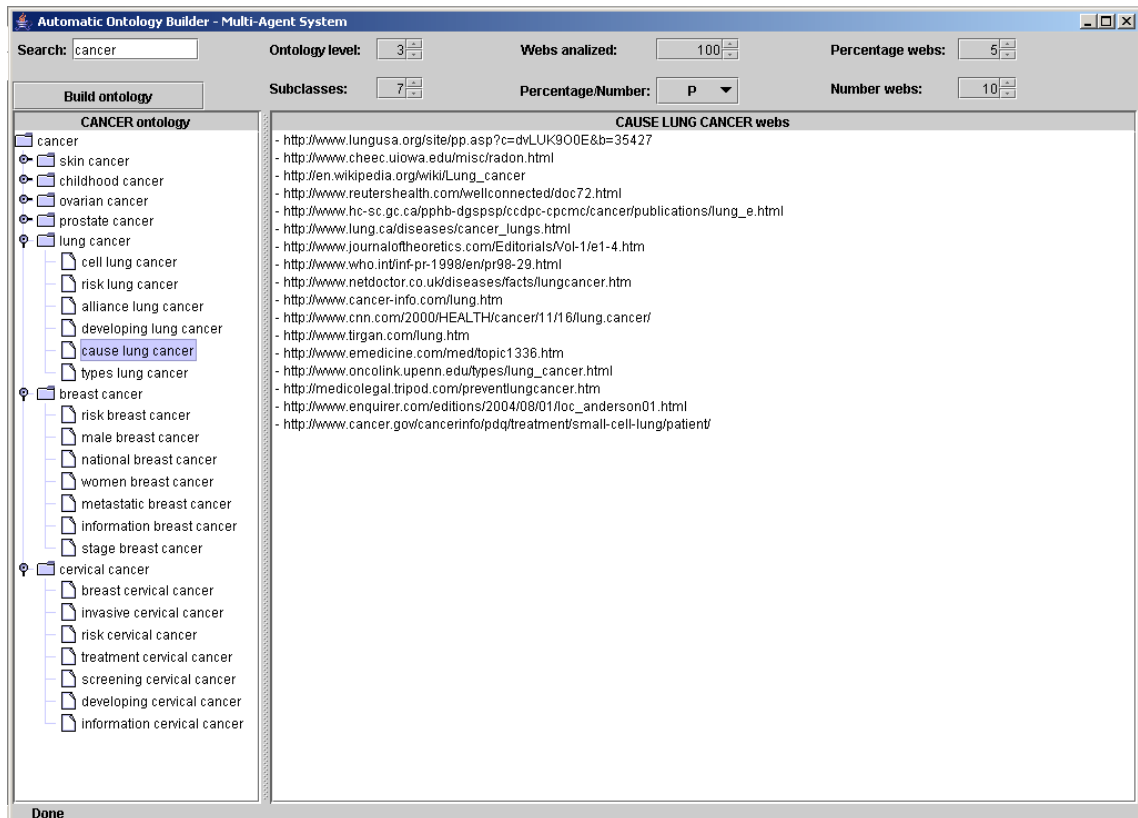 Automatic Ontology Builder - Multi-Agent System
Search: cancer Ontology level: 3 Webs analized: 100 Percentage webs: 5
Build ontology Subclasses: 7 Percentage/Number: P Number webs: 10
CANCER ontology
cancer
skin cancer
childhood cancer
ovarian cancer
prostate cancer
lung cancer
cell lung cancer
risk lung cancer
alliance lung cancer
developing lung cancer
cause lung cancer
types lung cancer
breast cancer
risk breast cancer
male breast cancer
national breast cancer
women breast cancer
metastatic breast cancer
information breast cancer
stage breast cancer
cervical cancer
breast cervical cancer
invasive cervical cancer
risk cervical cancer
treatment cervical cancer
screening cervical cancer
developing cervical cancer
information cervical cancer
CAUSE LUNG CANCER webs
- http://www.lungusa.org/site/pp.asp?c=dvLUK9O0E&b=35427
- http://www.cheec.uiowa.edu/misc/radon.html
- http://en.wikipedia.org/wiki/Lung_cancer
- http://www.reutershealth.com/wellconnected/doc72.html
- http://www.hc-sc.gc.ca/pphb-dgspsp/ccdpc-cpcmc/cancer/publications/lung_e.html
- http://www.lung.ca/diseases/cancer_lungs.html
- http://www.journaloftheoretics.com/Editorials/Vol-1/e1-4.htm
- http://www.who.int/inf-pr-1998/en/pr98-29.html
- http://www.netdoctor.co.uk/diseases/facts/lungcancer.htm
- http://www.cancer-info.com/lung.htm
- http://www.cnn.com/2000/HEALTH/cancer/11/16/lung.cancer/
- http://www.tirgan.com/lung.htm
- http://www.emedicine.com/med/topic1336.htm
- http://www.oncolink.upenn.edu/types/lung_cancer.html
- http://medicolegal.tripod.com/preventlungcancer.htm
- http://www.enquirer.com/editions/2004/08/01/loc_anderson01.html
- http://www.cancer.gov/cancerinfo/pdq/treatment/small-cell-lung/patient/
Done